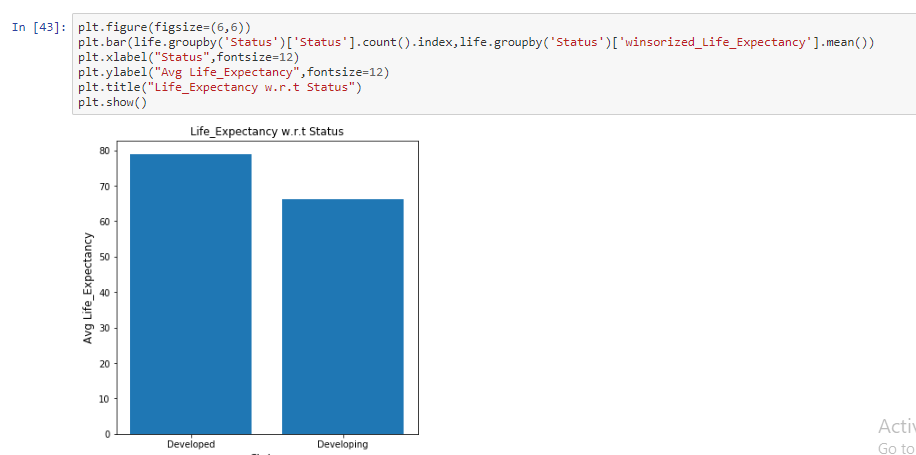 In [43]: plt.figure(figsize=(6,6))
plt.bar(life.groupby('Status')['Status'].count().index,life.groupby('Status')['winsorized_Life_Expectancy'].mean())
plt.xlabel("Status",fontsize=12)
plt.ylabel("Avg Life_Expectancy",fontsize=12)
plt.title("Life_Expectancy w.r.t Status")
plt.show()
Life_Expectancy w.r.t Status
80
70
60
50
40
30
20
10
0
Avg Life_Expectancy
Developed
Developing
Go to